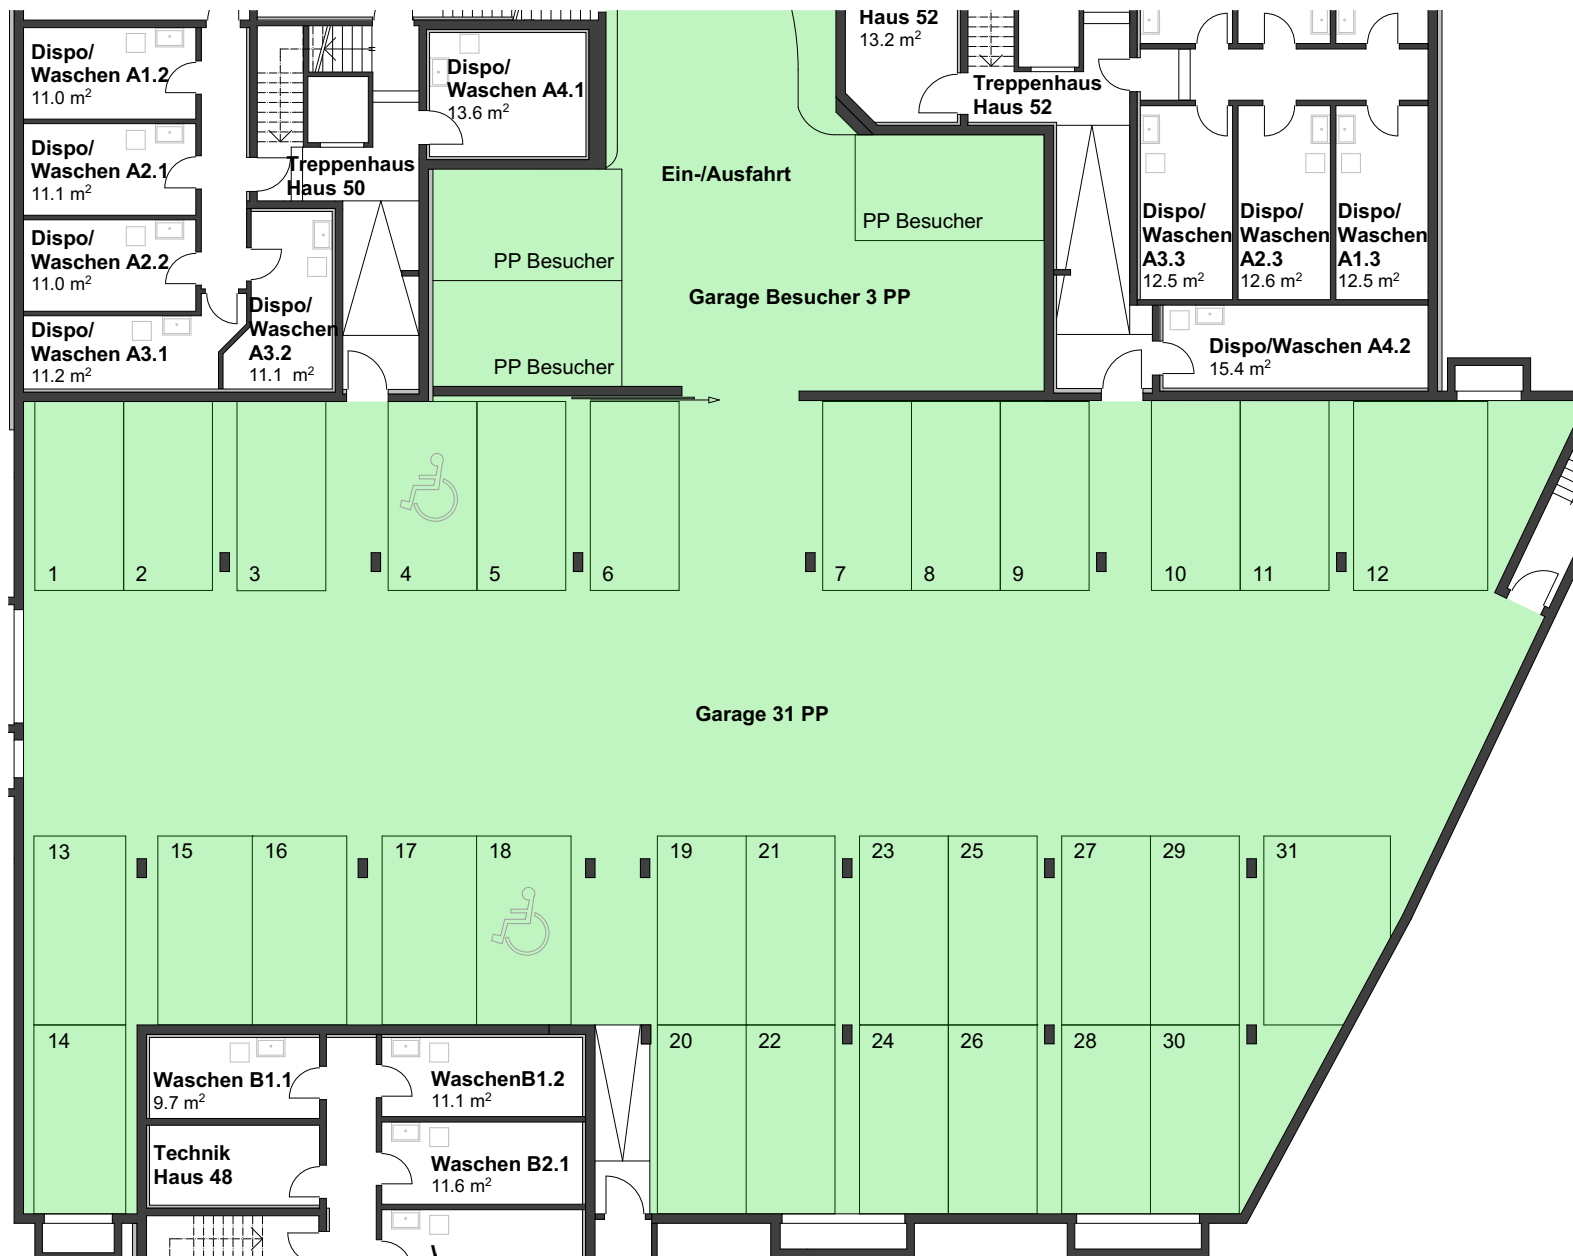 Dispo/
Waschen A1.2
11.0 m²
Dispo/
Waschen A4.1
13.6 m²
Haus 52
13.2 m²
Treppenhaus
Haus 52
Dispo/
Waschen A2.1
11.1 m²
Treppenhaus
Haus 50
Ein-/Ausfahrt
PP Besucher
Dispo/
Waschen
A3.3
12.5 m²
Dispo/
Waschen
A2.3
12.6 m²
Dispo/
Waschen
A1.3
12.5 m²
Dispo/
Waschen A2.2
11.0 m²
PP Besucher
Garage Besucher 3 PP
Dispo/
Waschen A3.1
11.2 m²
Dispo/
Waschen
A3.2
11.1 m²
PP Besucher
Dispo/Waschen A4.2
15.4 m²
1
2
3
4
5
6
7
8
9
10
11
12
Garage 31 PP
13
15
16
17
18
19
21
23
25
27
29
31
14
20
22
24
26
28
30
Waschen B1.1
9.7 m²
WaschenB1.2
11.1 m²
Technik
Haus 48
Waschen B2.1
11.6 m²